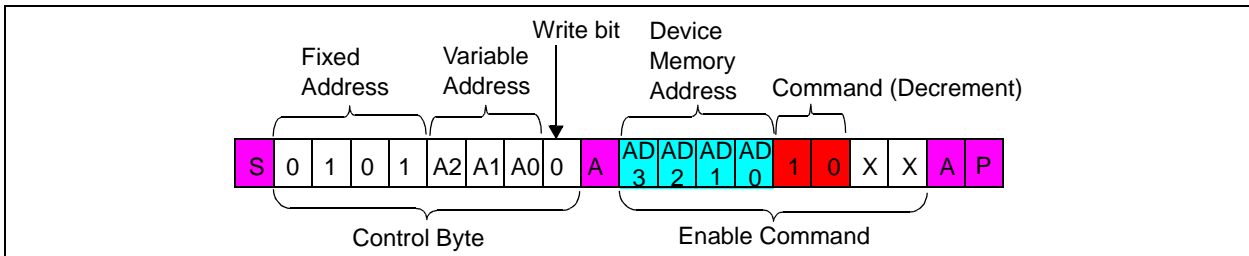 Write bit
Device
Memory
Address
Fixed
Address
Variable
Address
Command (Decrement)
S 0 1 0 1 A2 A1 A0 0 A AD3 AD2 AD1 AD0 1 0 X X A P
Control Byte
Enable Command